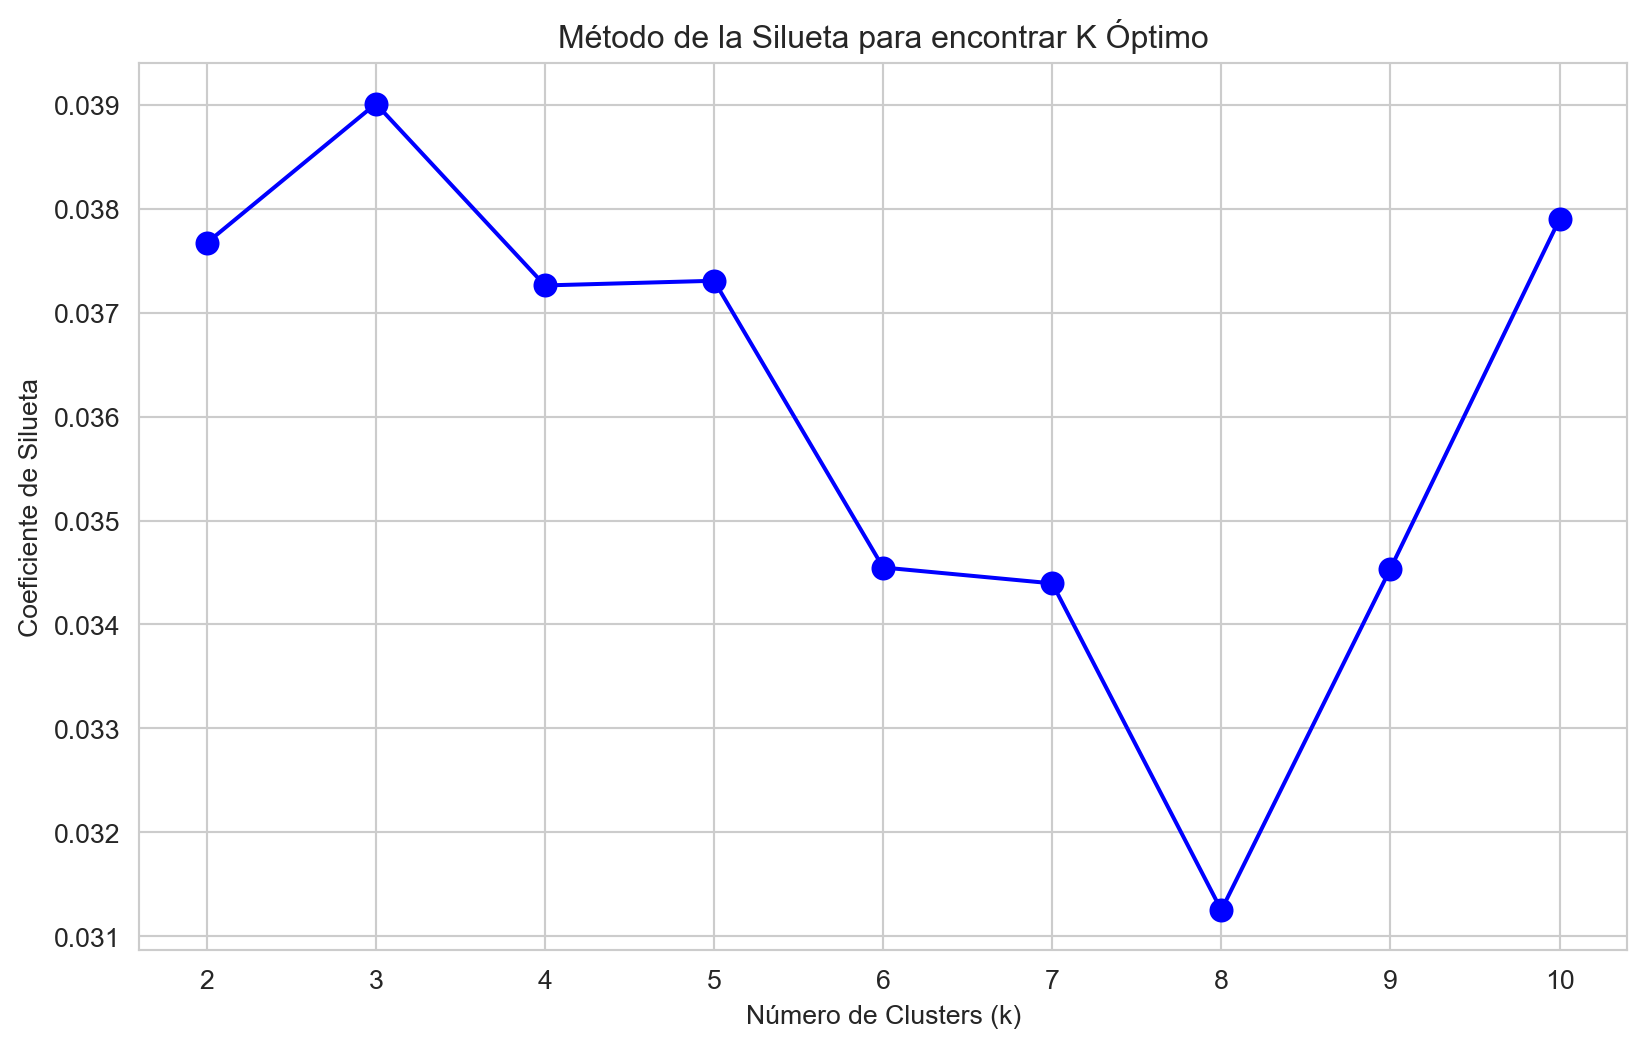 Método de la Silueta para encontrar K Óptimo
Coeficiente de Silueta
0.039
0.038
0.037
0.036
0.035
0.034
0.033
0.032
0.031
2 3 4 5 6 7 8 9 10
Número de Clusters (k)